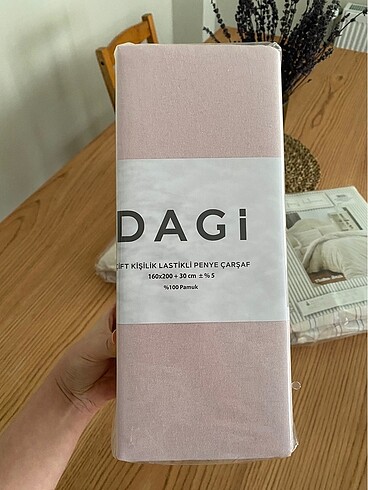 DAGi
ÇİFT KİŞİLİK LASTİKLİ PENYE ÇARŞAF
160x200 + 30 cm ± % 5
%100 Pamuk